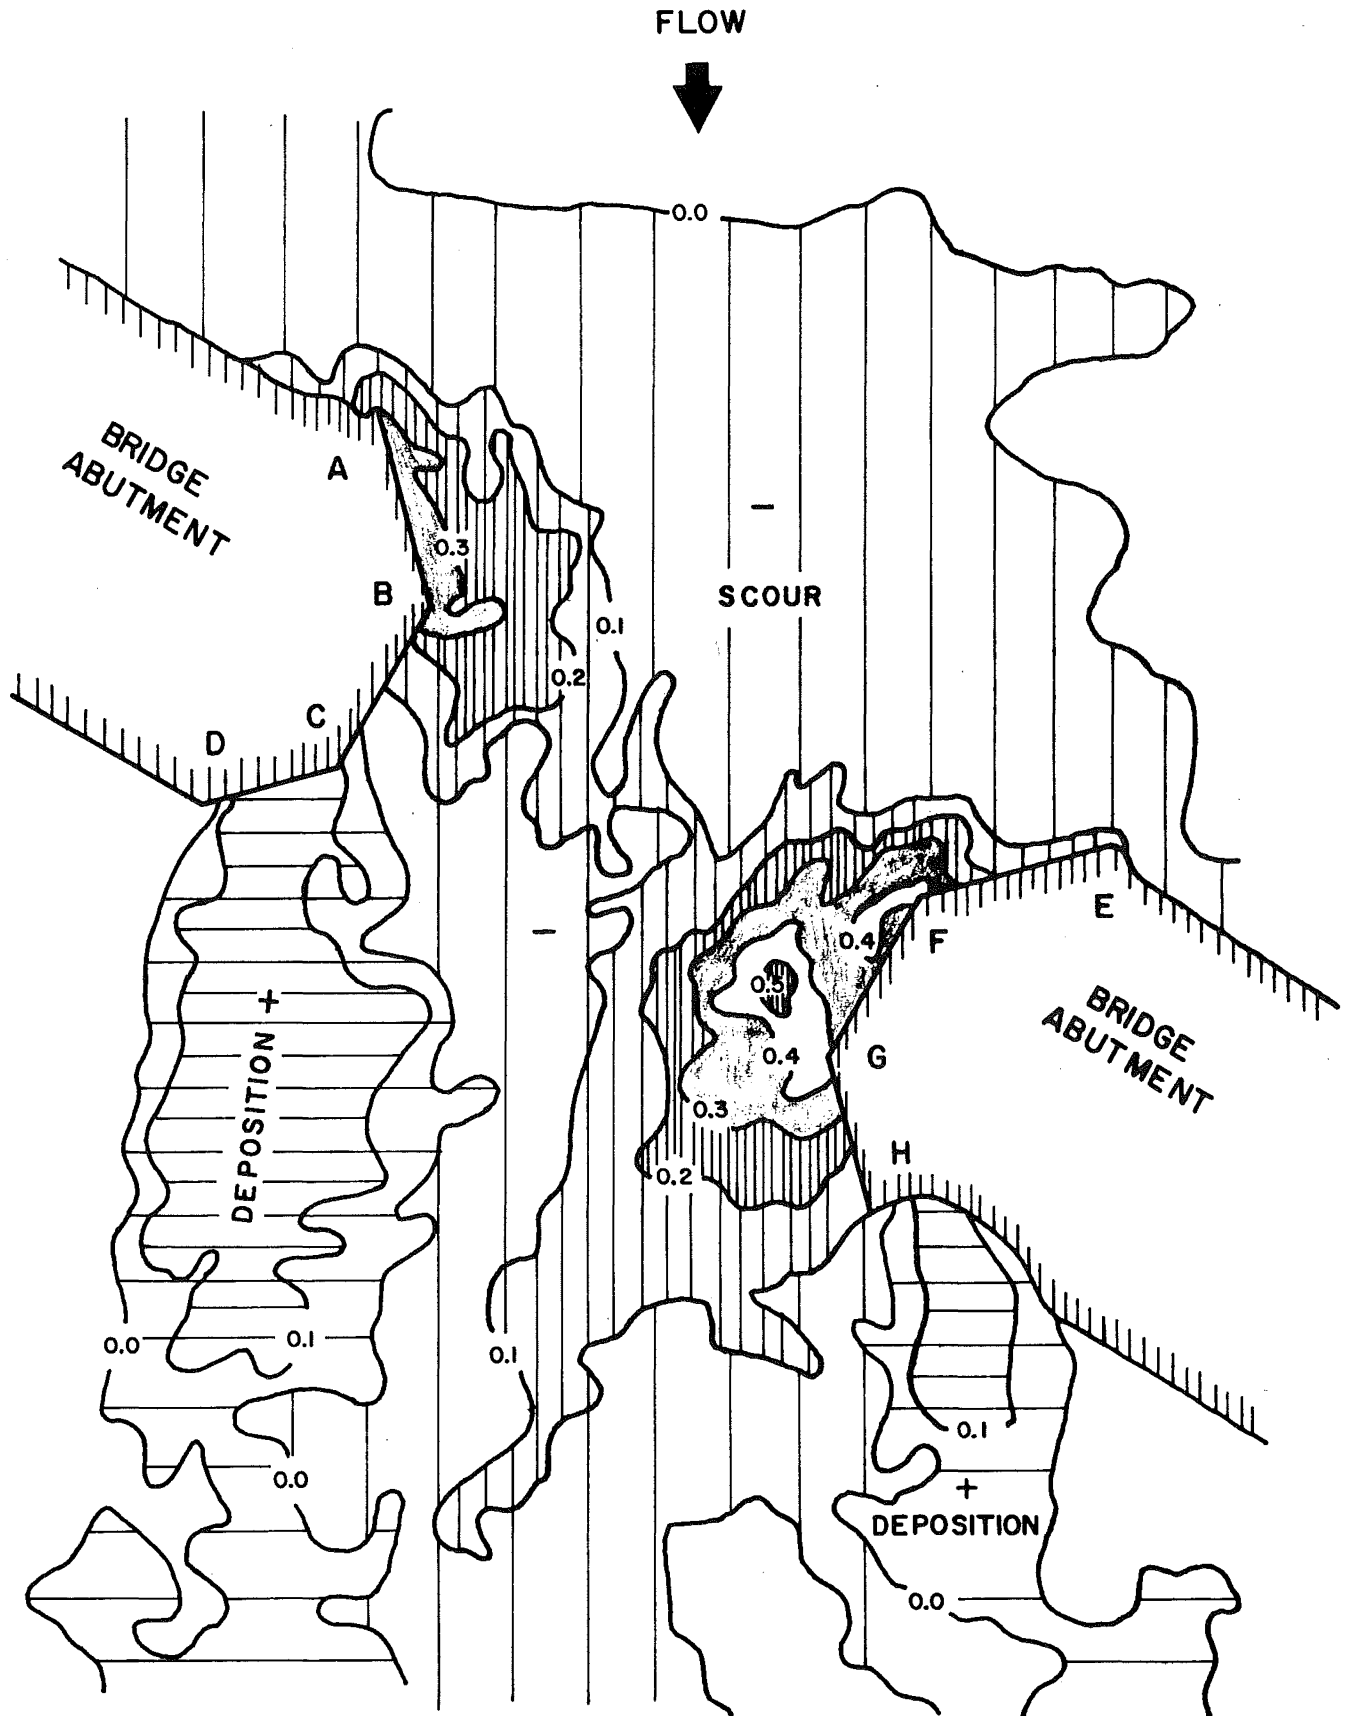 FLOW
0.0
BRIDGE
ABUTMENT
A
-
0.3
B
SCOUR
0.1
0.2
C
D
E
F
0.4
-
0.5
+
BRIDGE
ABUTMENT
G
0.4
DEPOSITION
0.3
H
0.2
0.0
0.1
0.1
0.1
0.0
+
DEPOSITION
0.0